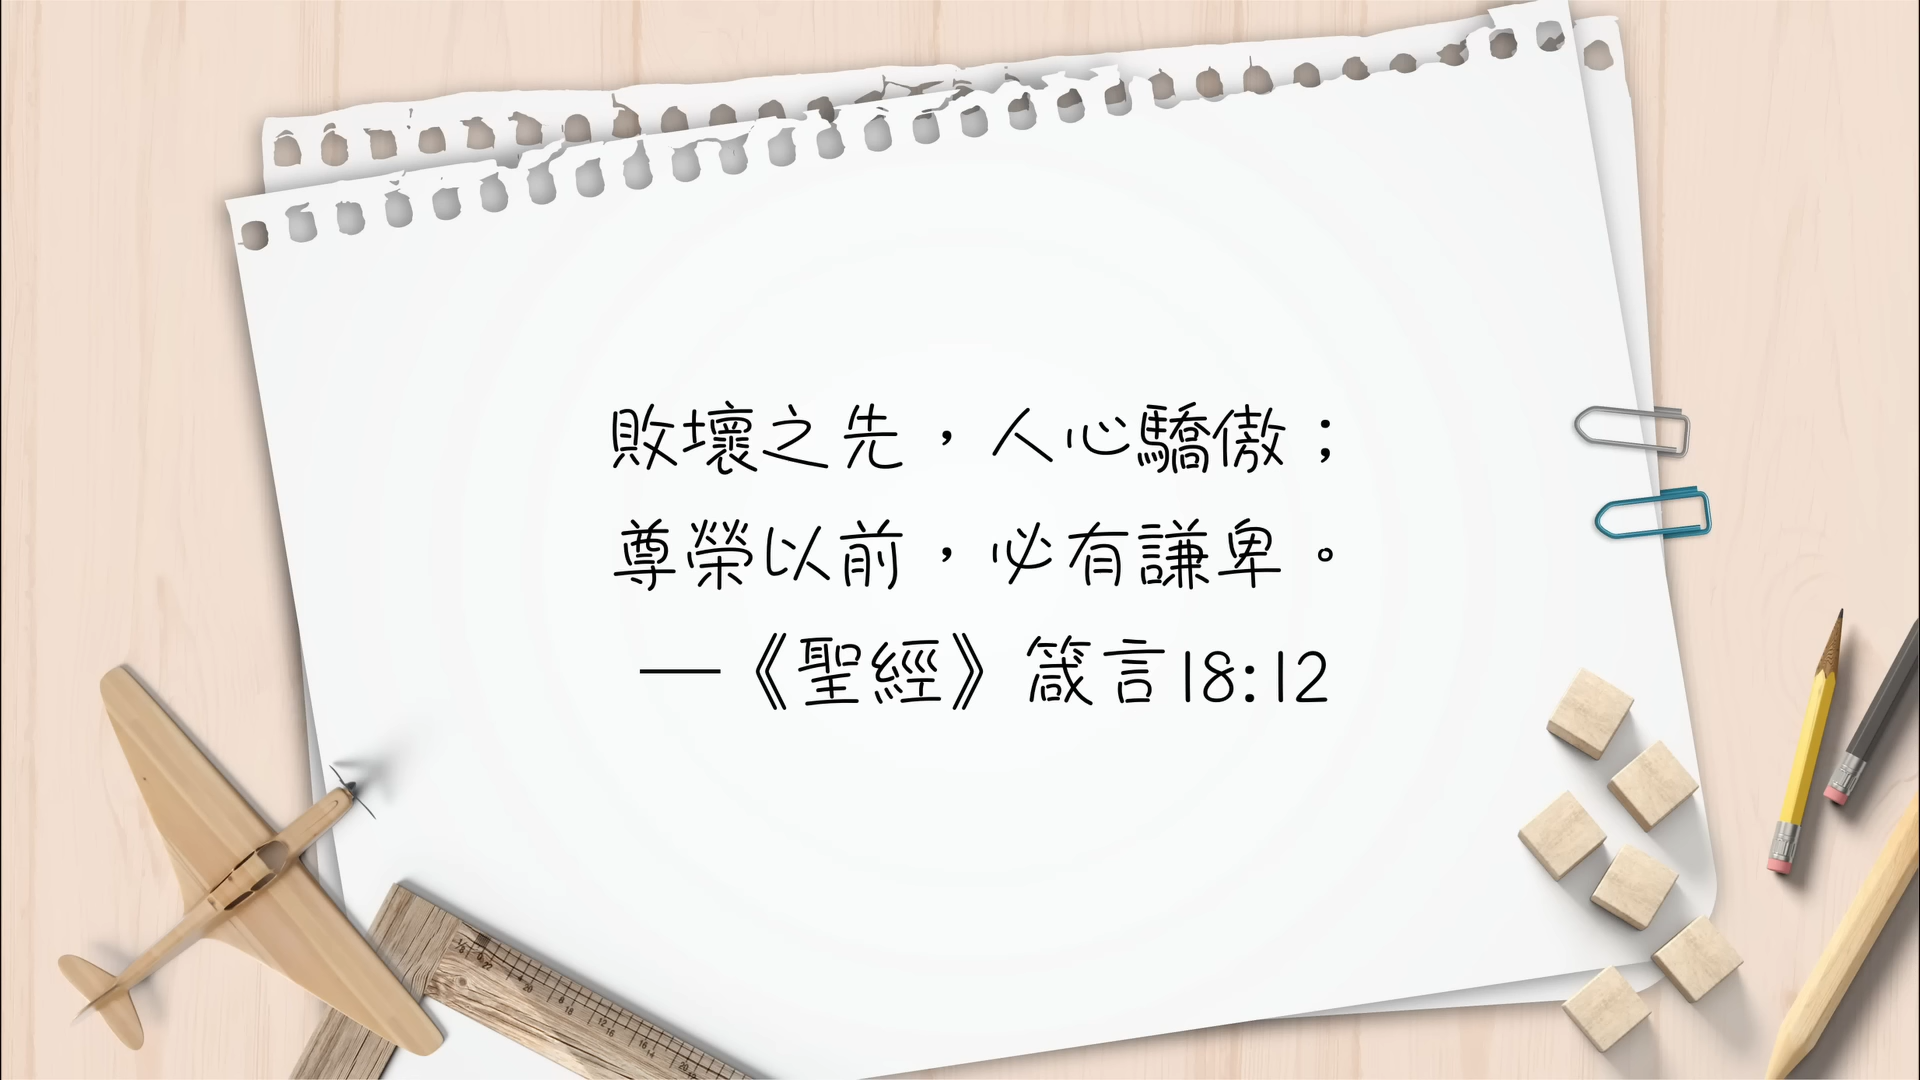 敗壞之先，人心驕傲；
尊榮以前，必有謙卑。
—《聖經》箴言18:12